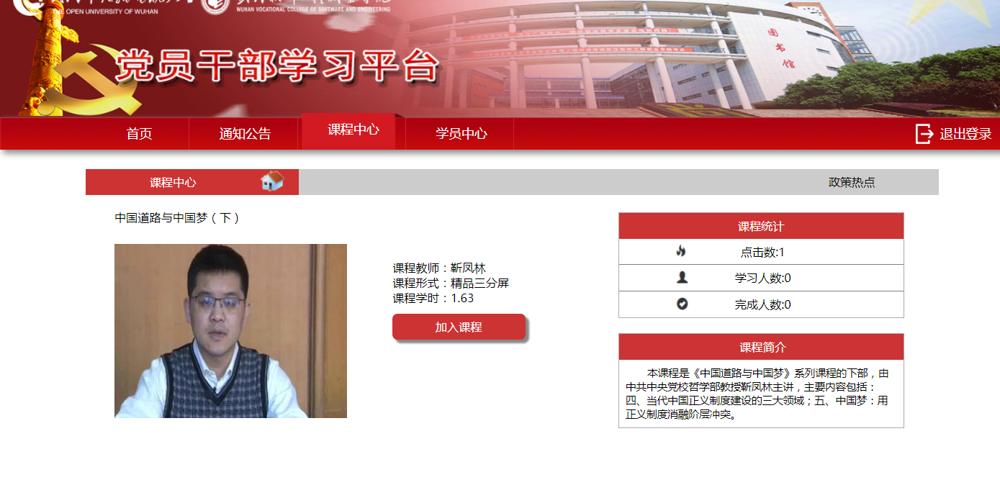 THE OPEN UNIVERSITY OF WUHAN
WUHAN VOCATIONAL COLLEGE OF SOFTWARE AND ENGINEERING
图书馆
党员干部学习平台
首页
通知公告
课程中心
学员中心
退出登录
课程中心
政策热点
中国道路与中国梦（下）
课程教师：靳凤林
课程形式：精品三分屏
课程学时：1.63
加入课程
课程统计
点击数:1
学习人数:0
完成人数:0
课程简介
本课程是《中国道路与中国梦》系列课程的下部，由
中共中央党校哲学部教授靳凤林主讲，主要内容包括：
四、当代中国正义制度建设的三大领域；五、中国梦：用
正义制度消融阶层冲突。